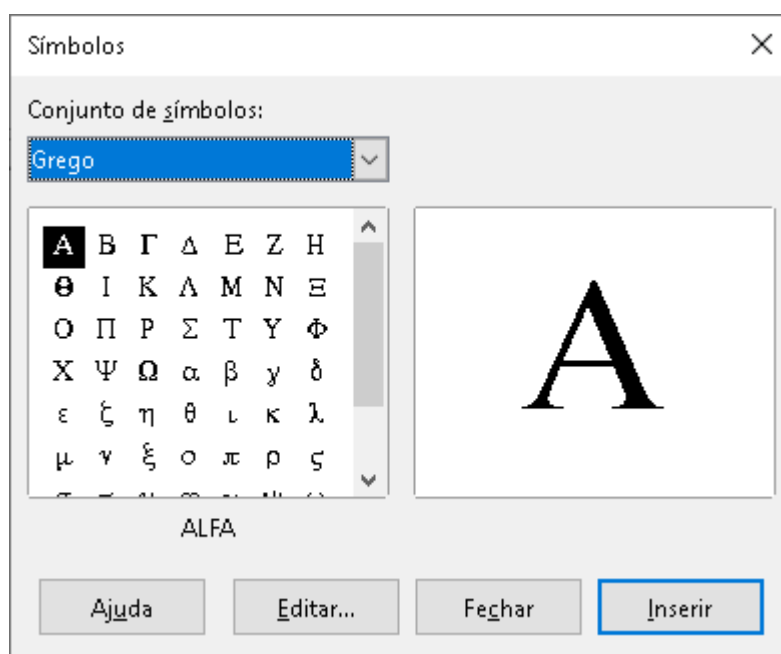 Símbolos
Conjunto de símbolos:
Grego
Α Β Γ Δ Ε Ζ Η
Θ Ι Κ Λ Μ Ν Ξ
Ο Π Ρ Σ Τ Υ Φ
Χ Ψ Ω α β γ δ
ε ζ η θ ι κ λ
μ ν ξ ο π ρ ς
Α
ALFA
Ajuda Editar... Fechar Inserir